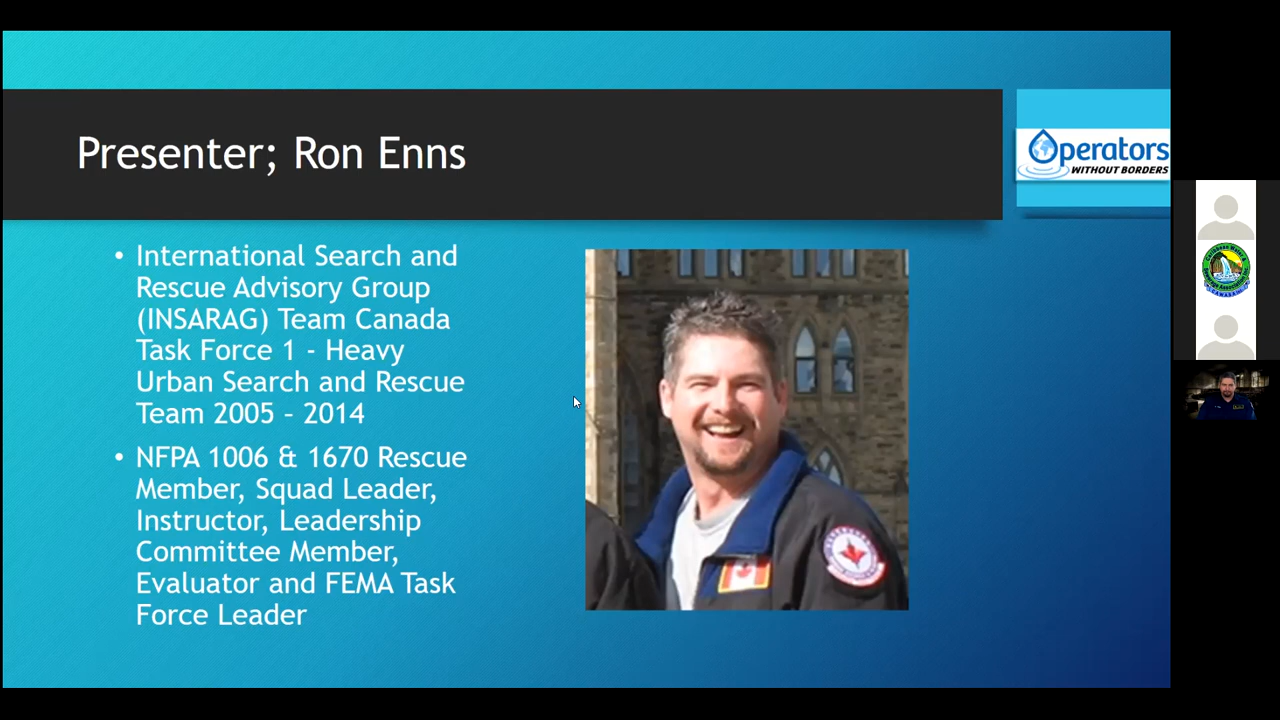 Presenter; Ron Enns
Operators
WITHOUT BORDERS
• International Search and
Rescue Advisory Group
(INSARAG) Team Canada
Task Force 1 - Heavy
Urban Search and Rescue
Team 2005 – 2014
• NFPA 1006 & 1670 Rescue
Member, Squad Leader,
Instructor, Leadership
Committee Member,
Evaluator and FEMA Task
Force Leader